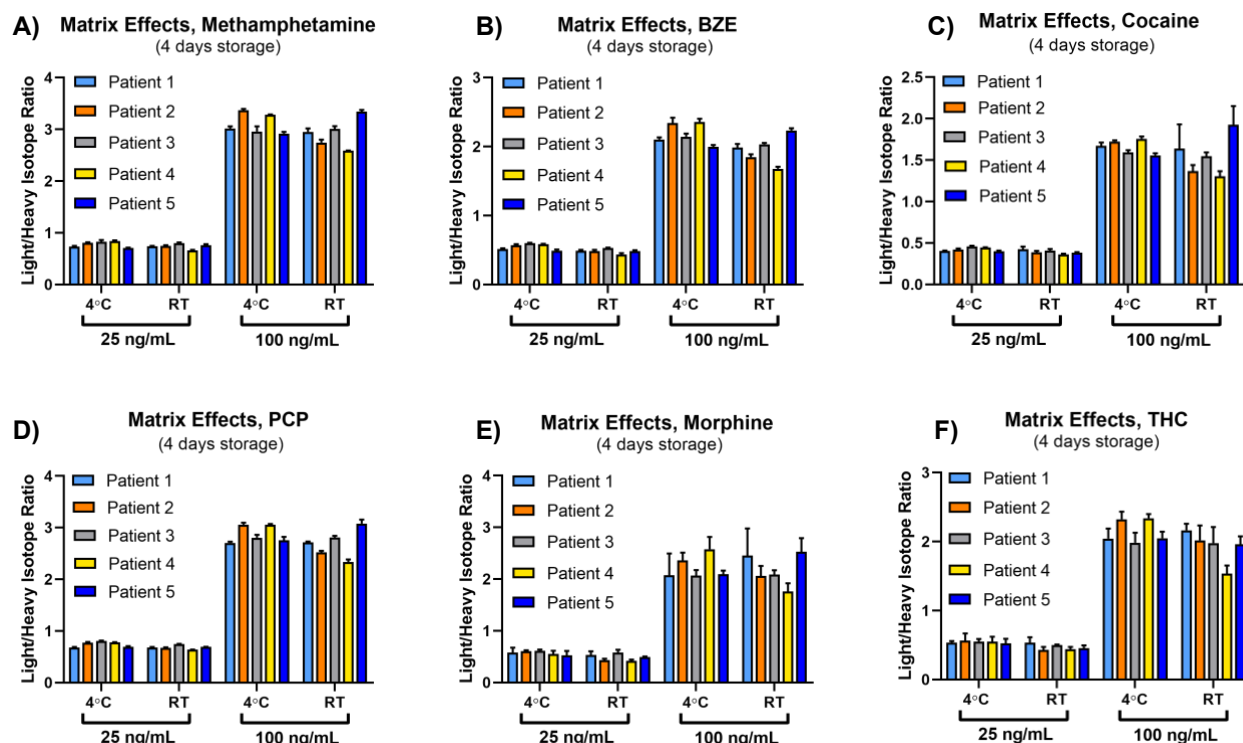 A)
Matrix Effects, Methamphetamine
(4 days storage)
Light/Heavy Isotope Ratio
4
3
2
1
0
Patient 1
Patient 2
Patient 3
Patient 4
Patient 5
4°C
RT
4°C
RT
25 ng/mL
100 ng/mL
B)
Matrix Effects, BZE
(4 days storage)
Light/Heavy Isotope Ratio
3
2
1
0
Patient 1
Patient 2
Patient 3
Patient 4
Patient 5
4°C
RT
4°C
RT
25 ng/mL
100 ng/mL
C)
Matrix Effects, Cocaine
(4 days storage)
Light/Heavy Isotope Ratio
2.5
2.0
1.5
1.0
0.5
0.0
Patient 1
Patient 2
Patient 3
Patient 4
Patient 5
4°C
RT
4°C
RT
25 ng/mL
100 ng/mL
D)
Matrix Effects, PCP
(4 days storage)
Light/Heavy Isotope Ratio
4
3
2
1
0
Patient 1
Patient 2
Patient 3
Patient 4
Patient 5
4°C
RT
4°C
RT
25 ng/mL
100 ng/mL
E)
Matrix Effects, Morphine
(4 days storage)
Light/Heavy Isotope Ratio
4
3
2
1
0
Patient 1
Patient 2
Patient 3
Patient 4
Patient 5
4°C
RT
4°C
RT
25 ng/mL
100 ng/mL
F)
Matrix Effects, THC
(4 days storage)
Light/Heavy Isotope Ratio
3
2
1
0
Patient 1
Patient 2
Patient 3
Patient 4
Patient 5
4°C
RT
4°C
RT
25 ng/mL
100 ng/mL